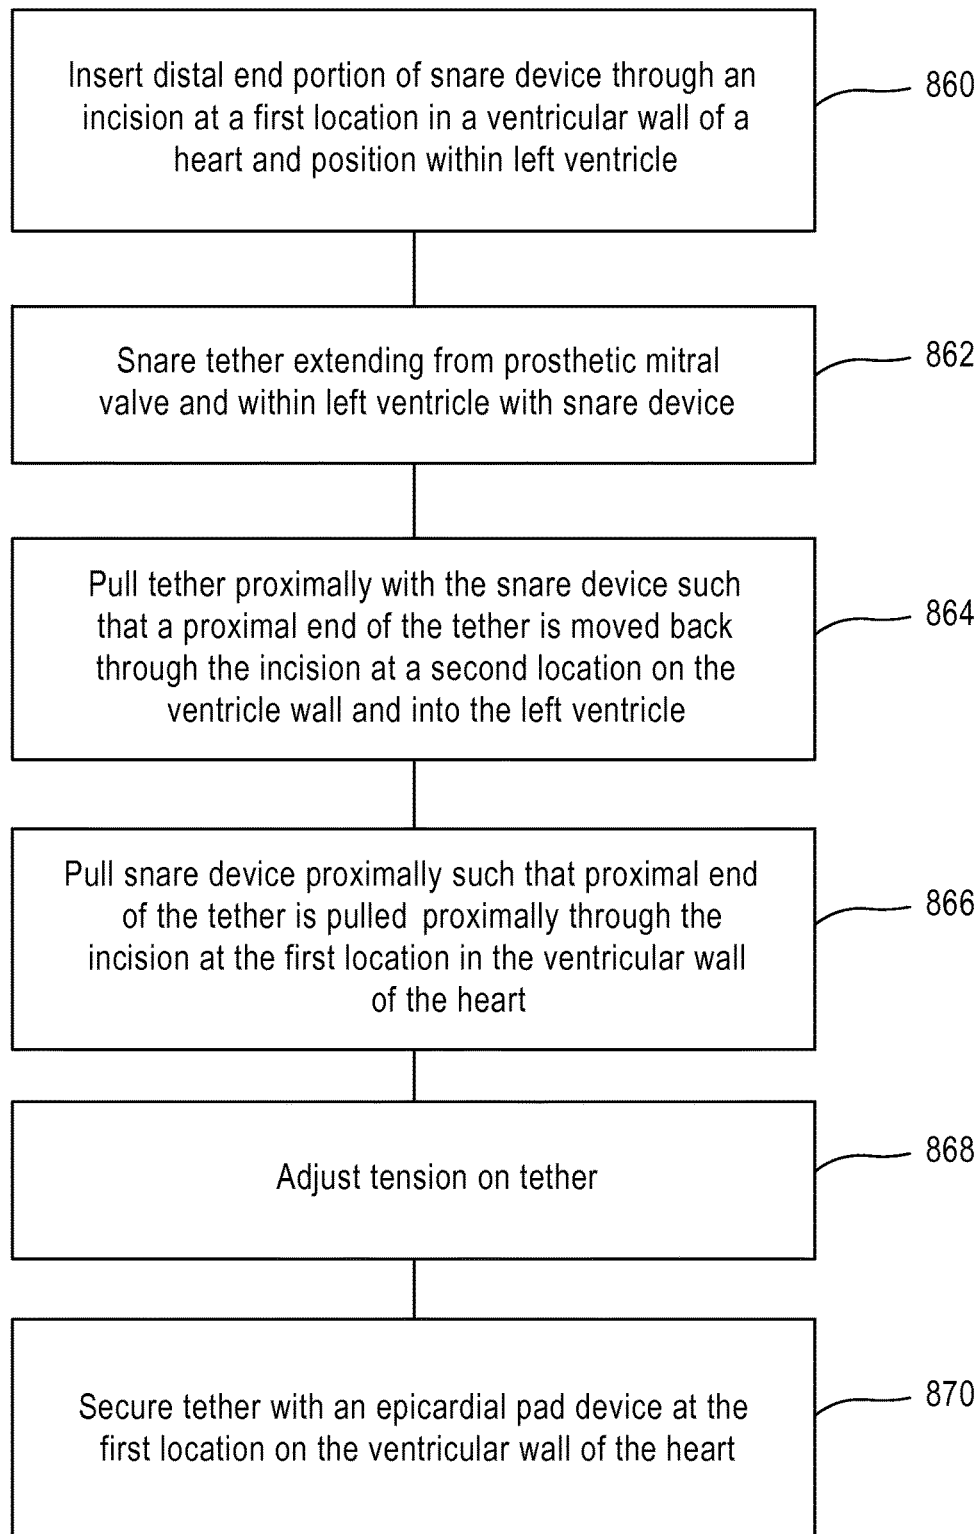 Insert distal end portion of snare device through an
incision at a first location in a ventricular wall of a
heart and position within left ventricle
860
Snare tether extending from prosthetic mitral
valve and within left ventricle with snare device
862
Pull tether proximally with the snare device such
that a proximal end of the tether is moved back
through the incision at a second location on the
ventricle wall and into the left ventricle
864
Pull snare device proximally such that proximal end
of the tether is pulled proximally through the
incision at the first location in the ventricular wall
of the heart
866
Adjust tension on tether
868
Secure tether with an epicardial pad device at the
first location on the ventricular wall of the heart
870